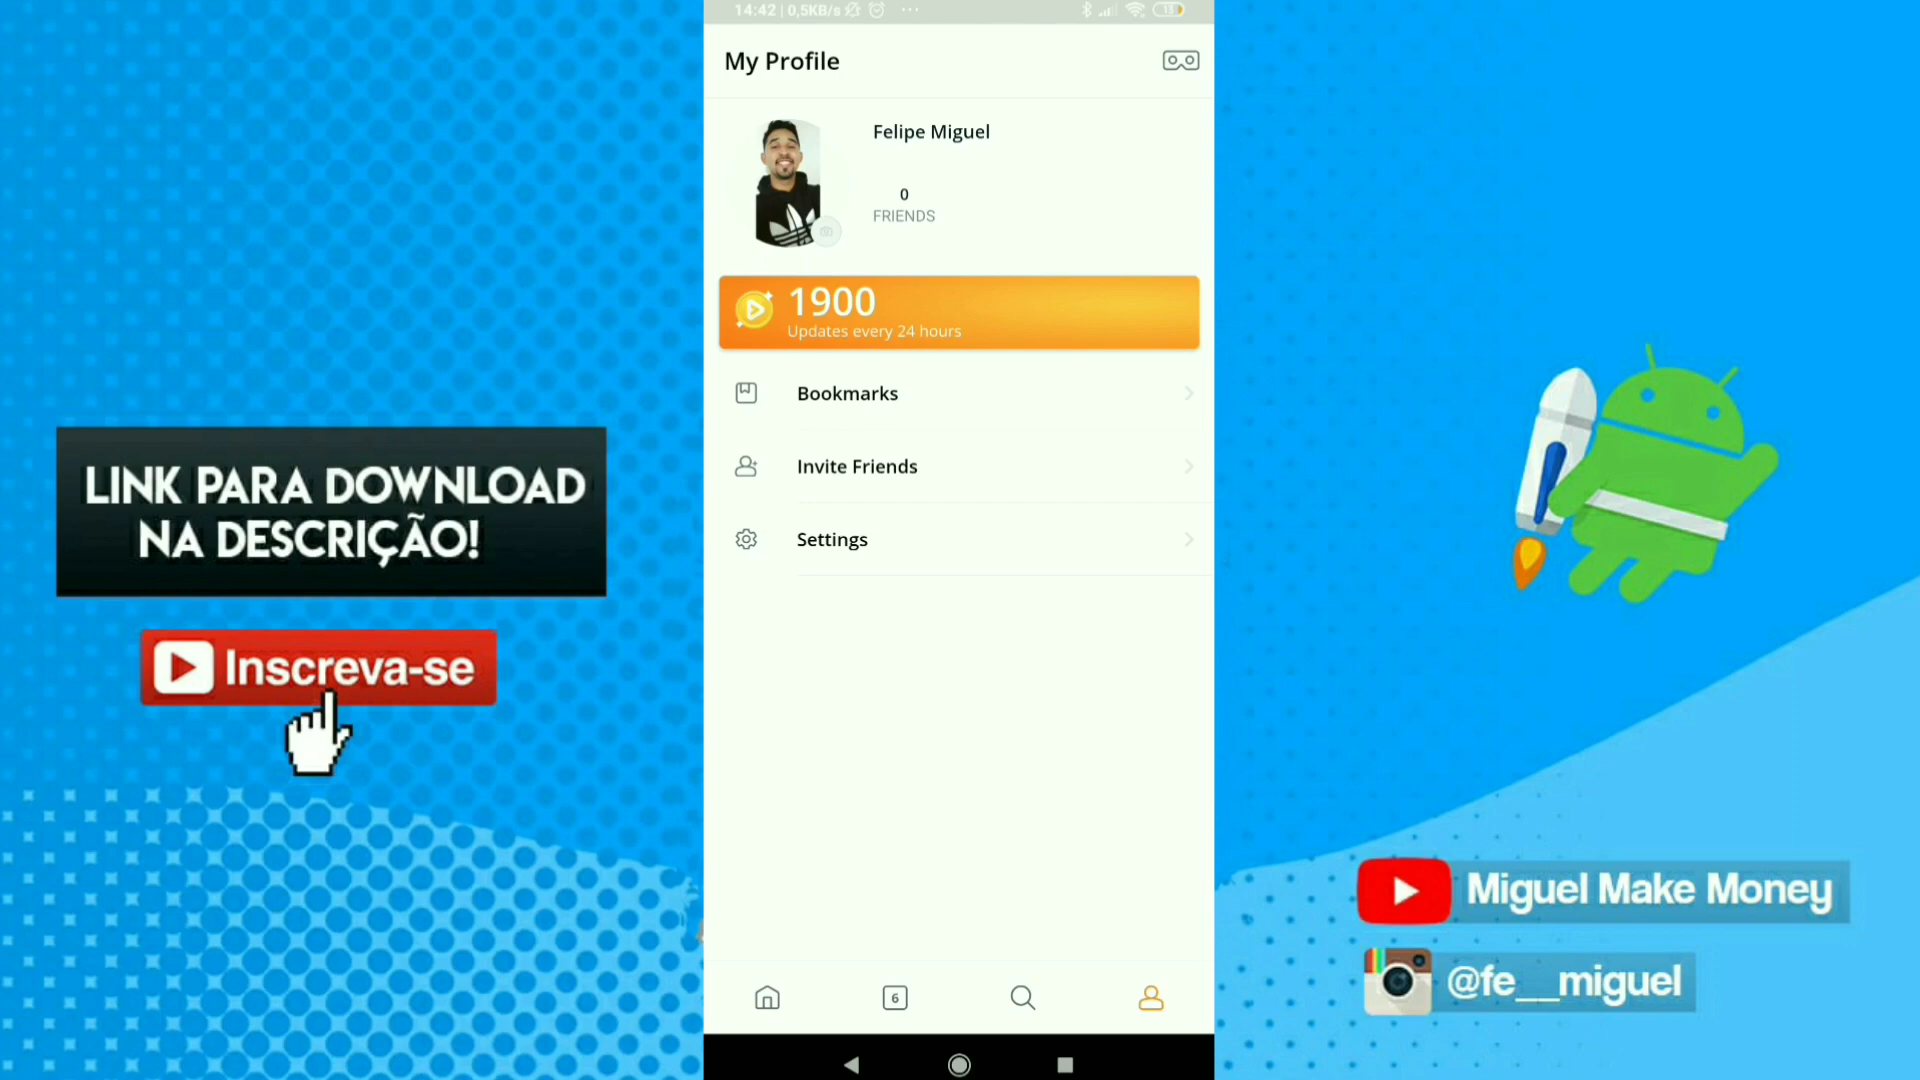 14:42 | 0,5KB/s
13
My Profile
Felipe Miguel
0
FRIENDS
1900
Updates every 24 hours
Bookmarks
Invite Friends
Settings
6
LINK PARA DOWNLOAD
NA DESCRIÇÃO!
Inscreva-se
Miguel Make Money
@fe__miguel